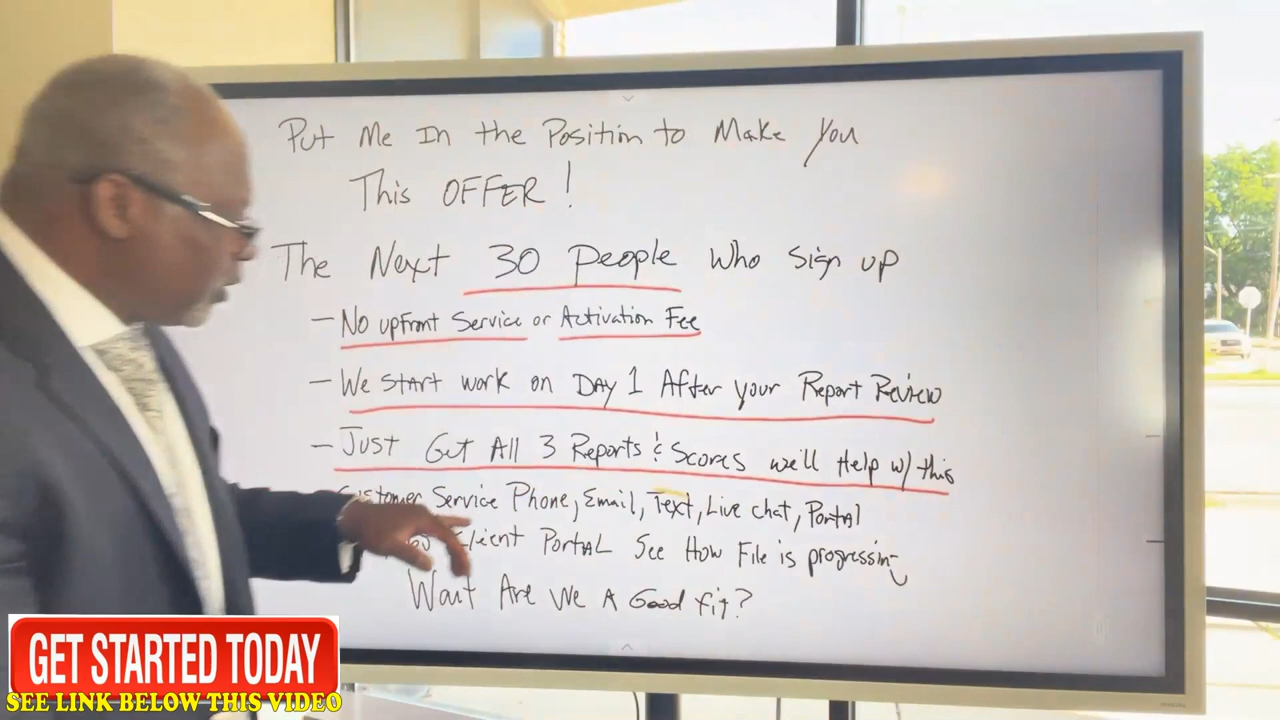 Put Me In the Position to Make You
This OFFER!
The Next 30 People Who Sign up
- No upfront Service or Activation Fee
- We Start work on DAY 1 After your Report Review
- Just Get All 3 Reports & Scores we'll Help w/ this
Customer Service Phone, Email, Text, Live chat, Portal
Client Portal See How File is progressing
Want Are We A Good fit?
GET STARTED TODAY
SEE LINK BELOW THIS VIDEO